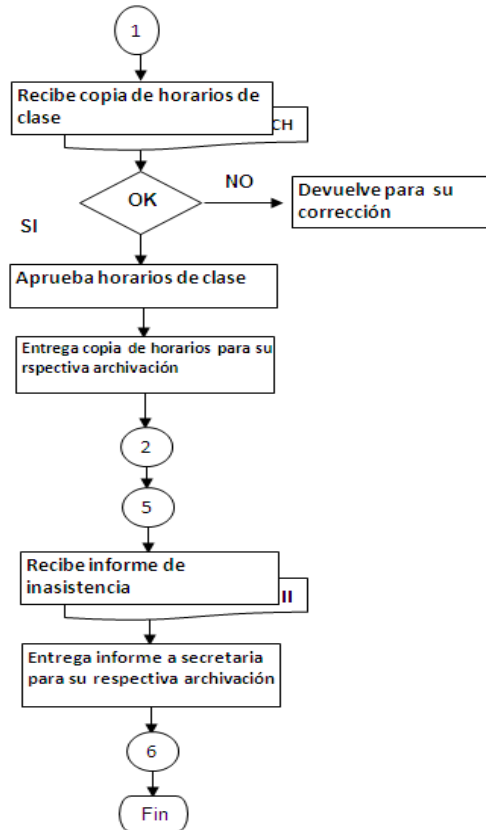 1
Recibe copia de horarios de
clase
CH
OK
NO
SI
Devuelve para su
corrección
Aprueba horarios de clase
Entrega copia de horarios para su
rspectiva archivación
2
5
Recibe informe de
inasistencia
II
Entrega informe a secretaria
para su respectiva archivación
6
Fin